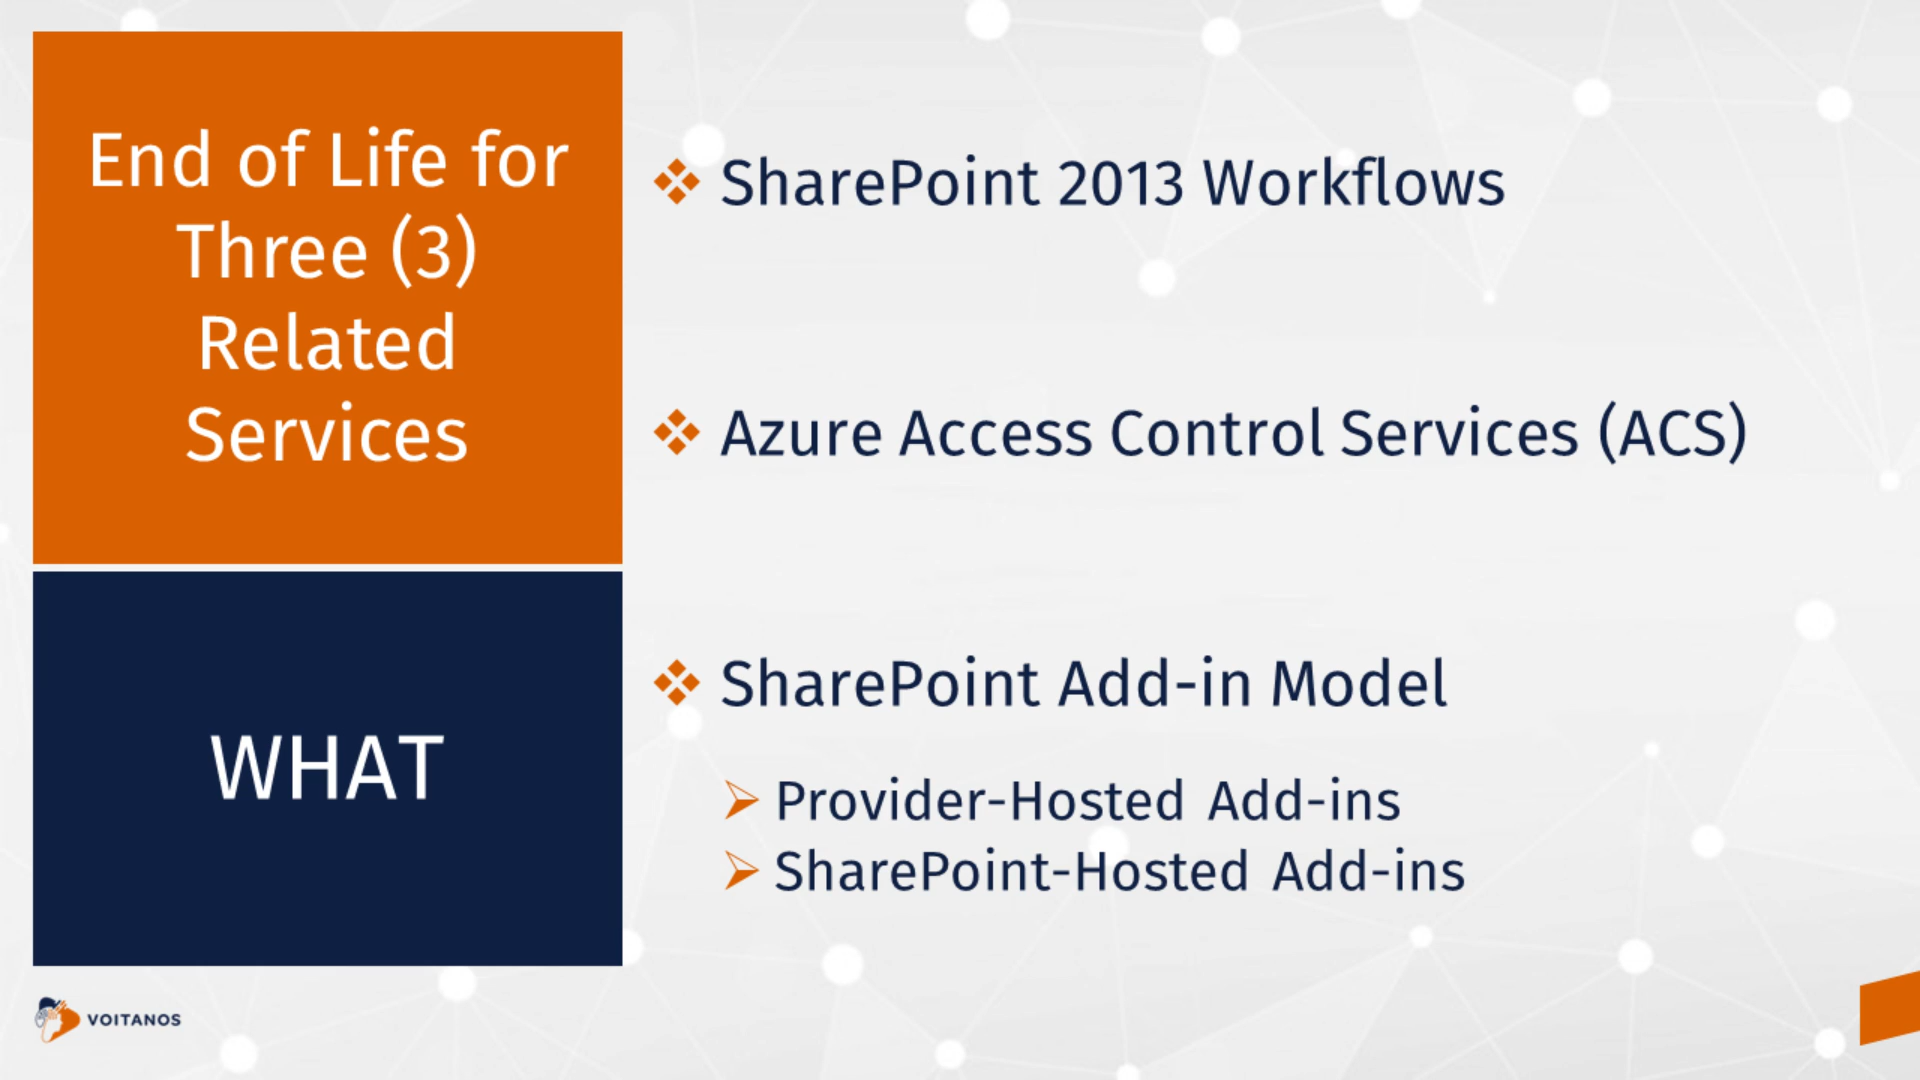 End of Life for
Three (3)
Related
Services
WHAT
SharePoint 2013 Workflows
Azure Access Control Services (ACS)
SharePoint Add-in Model
Provider-Hosted Add-ins
SharePoint-Hosted Add-ins
VOITANOS